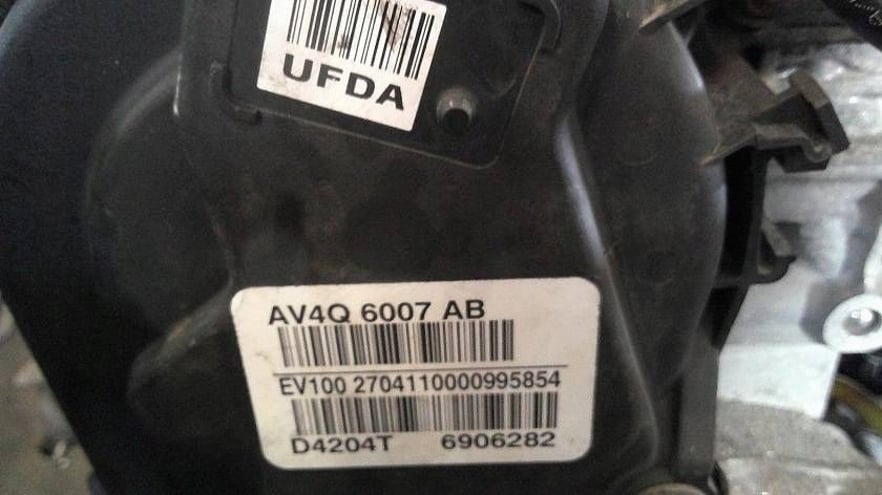 UFDA
AV4Q 6007 AB
EV100 2704110000995854
D4204T 6906282